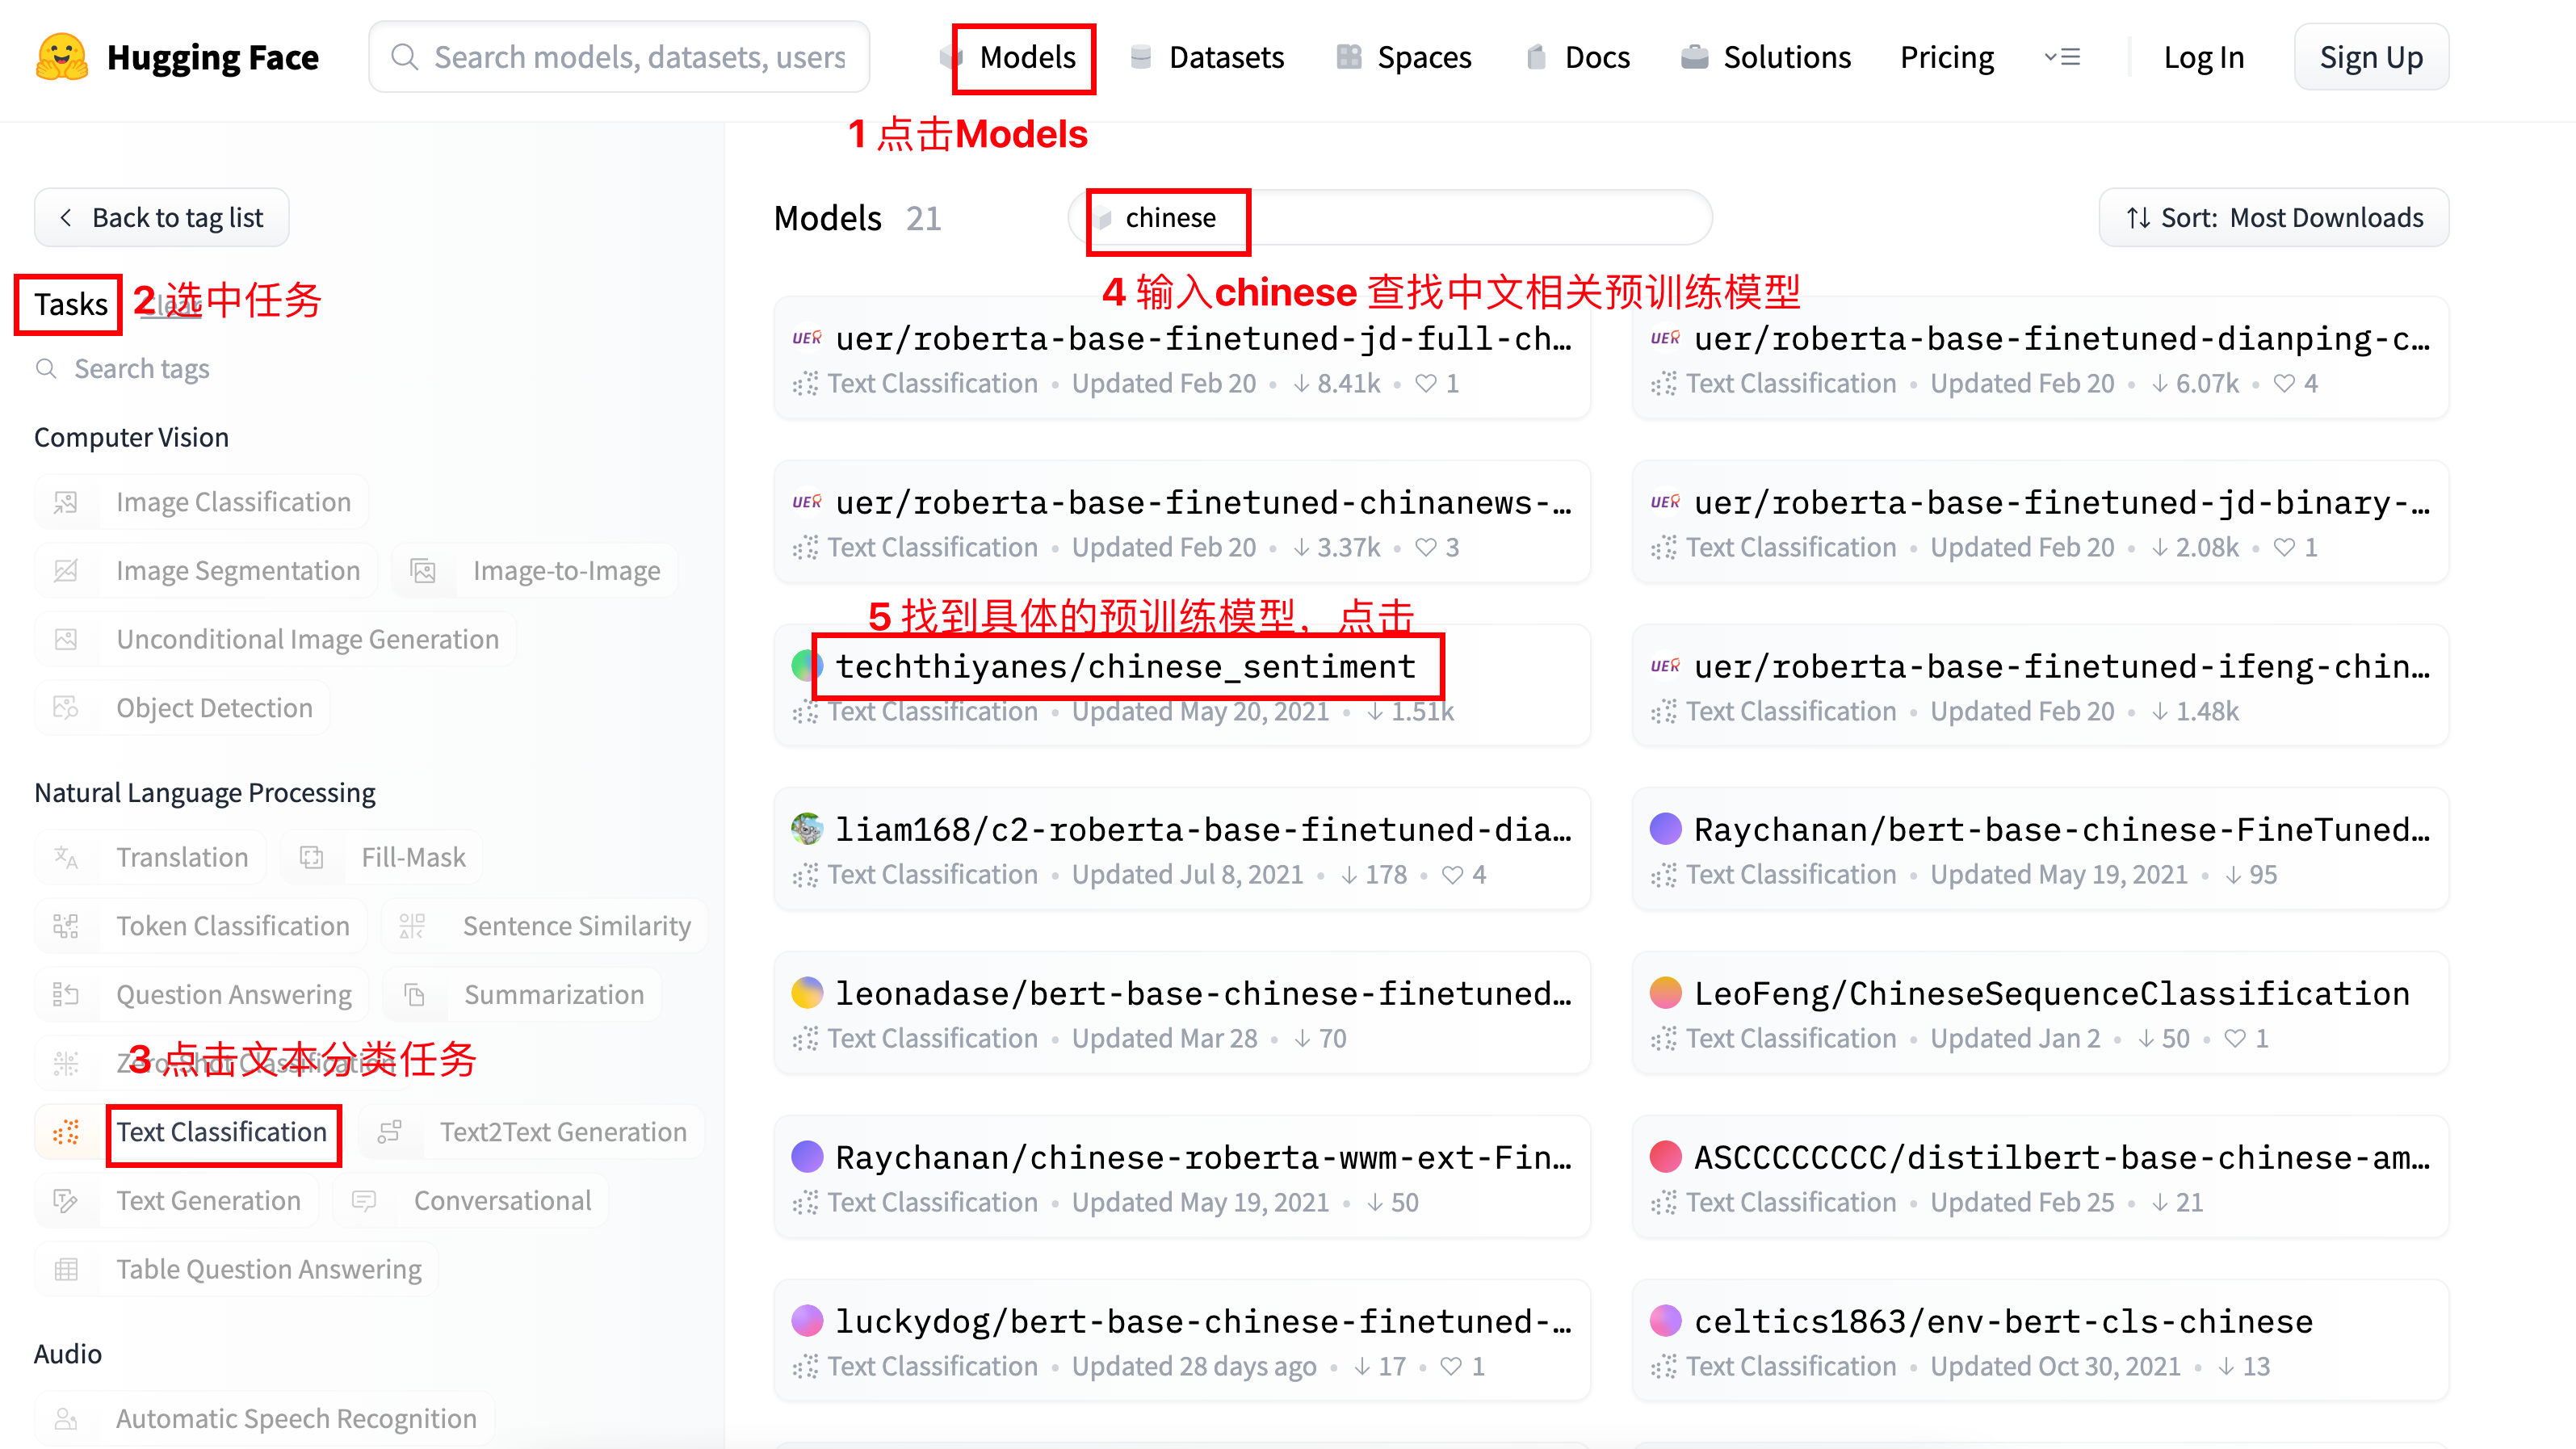 Hugging Face
Search models, datasets, users
Models
Datasets
Spaces
Docs
Solutions
Pricing
Log In
Sign Up
1 点击Models
Back to tag list
Tasks
Clear
2 选中任务
Search tags
Computer Vision
Image Classification
Image Segmentation
Image-to-Image
Unconditional Image Generation
Object Detection
Natural Language Processing
Translation
Fill-Mask
Token Classification
Sentence Similarity
Question Answering
Summarization
Zero-Shot Classification
3 点击文本分类任务
Text Classification
Text2Text Generation
Text Generation
Conversational
Table Question Answering
Audio
Automatic Speech Recognition
Models 21
chinese
Sort: Most Downloads
4 输入chinese 查找中文相关预训练模型
UER uer/roberta-base-finetuned-jd-full-ch…
Text Classification • Updated Feb 20 • ↓ 8.41k • ♡ 1
UER uer/roberta-base-finetuned-dianping-c…
Text Classification • Updated Feb 20 • ↓ 6.07k • ♡ 4
UER uer/roberta-base-finetuned-chinanews-…
Text Classification • Updated Feb 20 • ↓ 3.37k • ♡ 3
UER uer/roberta-base-finetuned-jd-binary-…
Text Classification • Updated Feb 20 • ↓ 2.08k • ♡ 1
5 找到具体的预训练模型，点击
techthiyanes/chinese_sentiment
Text Classification • Updated May 20, 2021 • ↓ 1.51k
UER uer/roberta-base-finetuned-ifeng-chin…
Text Classification • Updated Feb 20 • ↓ 1.48k
liam168/c2-roberta-base-finetuned-dia…
Text Classification • Updated Jul 8, 2021 • ↓ 178 • ♡ 4
Raychanan/bert-base-chinese-FineTuned…
Text Classification • Updated May 19, 2021 • ↓ 95
leonadase/bert-base-chinese-finetuned…
Text Classification • Updated Mar 28 • ↓ 70
LeoFeng/ChineseSequenceClassification
Text Classification • Updated Jan 2 • ↓ 50 • ♡ 1
Raychanan/chinese-roberta-wwm-ext-Fin…
Text Classification • Updated May 19, 2021 • ↓ 50
ASCCCCCCCC/distilbert-base-chinese-am…
Text Classification • Updated Feb 25 • ↓ 21
luckydog/bert-base-chinese-finetuned-…
Text Classification • Updated 28 days ago • ↓ 17 • ♡ 1
celtics1863/env-bert-cls-chinese
Text Classification • Updated Oct 30, 2021 • ↓ 13